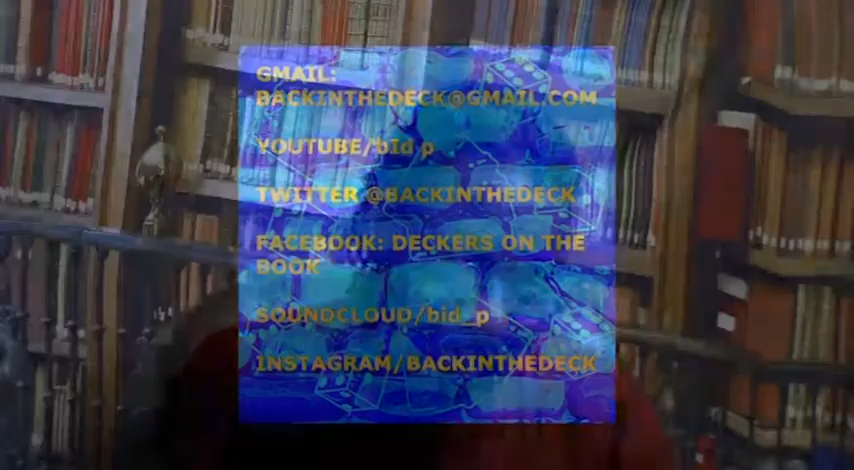 GMAIL:
BACKINTHEDECK@GMAIL.COM
YOUTUBE/bid p
TWITTER @BACKINTHEDECK
FACEBOOK: DECKERS ON THE
BOOK
SOUNDCLOUD/bid_p
INSTAGRAM/BACKINTHEDECK